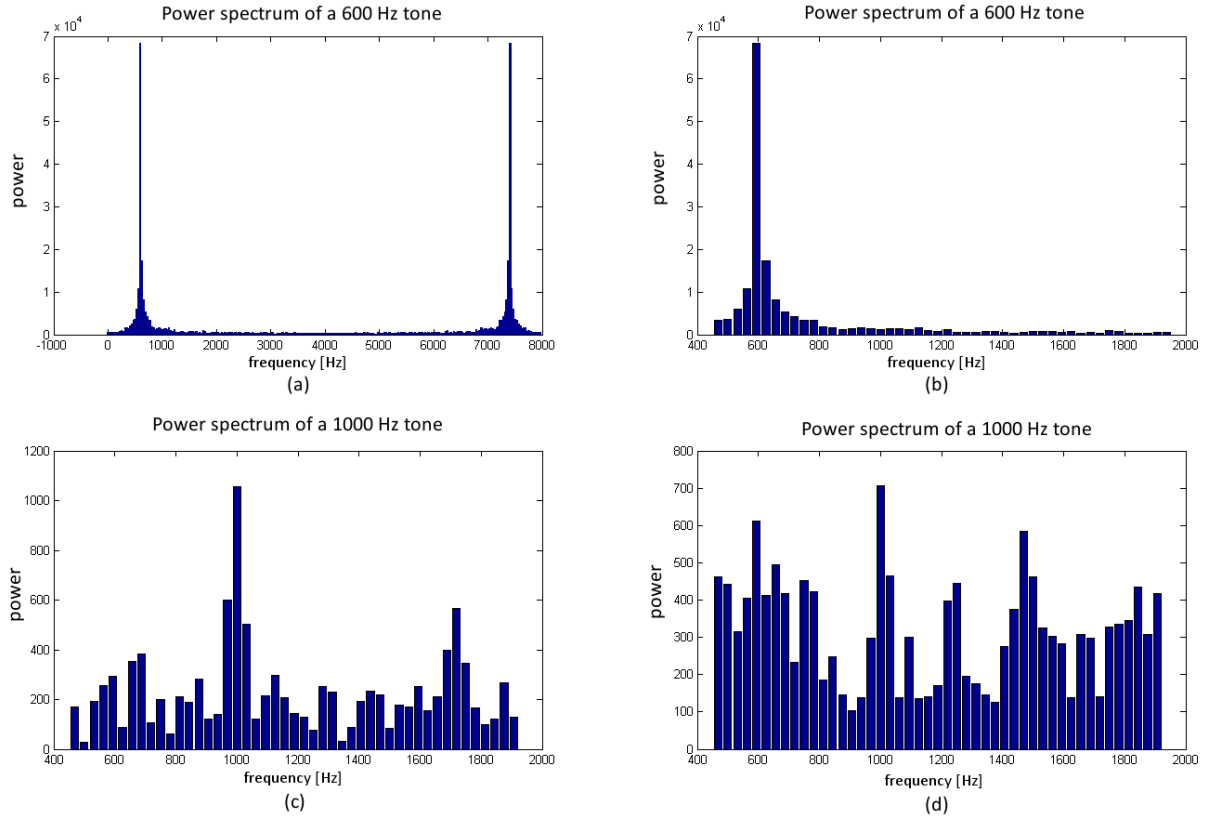 Power spectrum of a 600 Hz tone
x 10^4
7
6
5
4
3
2
1
0
power
-1000 0 1000 2000 3000 4000 5000 6000 7000 8000
frequency [Hz]
(a)
Power spectrum of a 600 Hz tone
x 10^4
7
6
5
4
3
2
1
0
power
400 600 800 1000 1200 1400 1600 1800 2000
frequency [Hz]
(b)
Power spectrum of a 1000 Hz tone
1200
1000
800
600
400
200
0
power
400 600 800 1000 1200 1400 1600 1800 2000
frequency [Hz]
(c)
Power spectrum of a 1000 Hz tone
800
700
600
500
400
300
200
100
0
power
400 600 800 1000 1200 1400 1600 1800 2000
frequency [Hz]
(d)